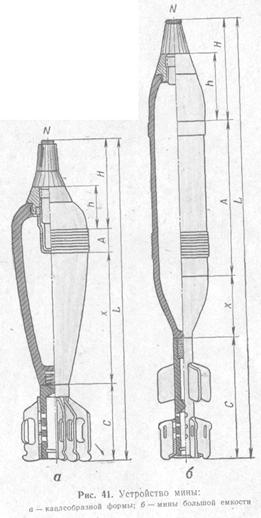 N
N
H
h
A
X
C
L
H
h
A
X
C
L
а
б
Рис. 41. Устройство мины:
а — каплеобразной формы; б — мины большой емкости